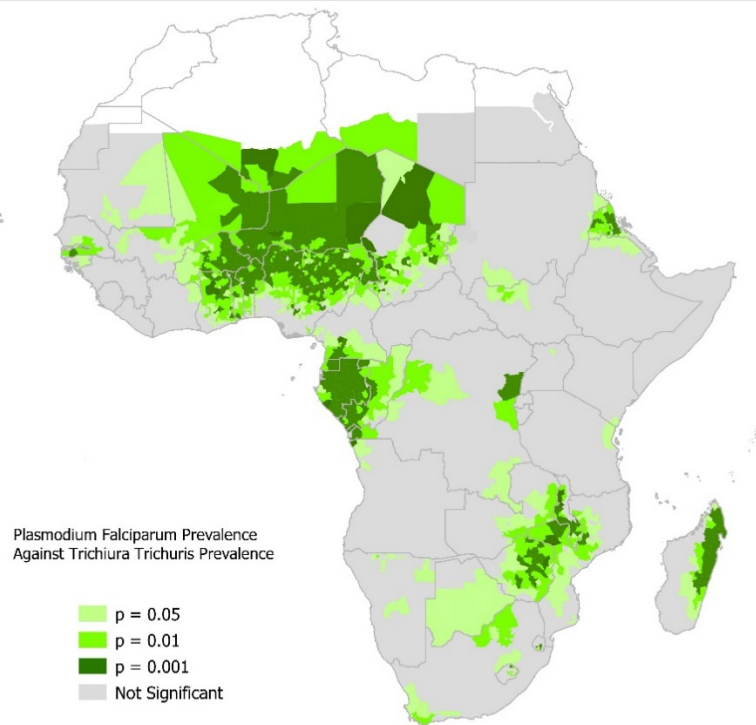 Plasmodium Falciparum Prevalence
Against Trichiura Trichuris Prevalence
p = 0.05
p = 0.01
p = 0.001
Not Significant